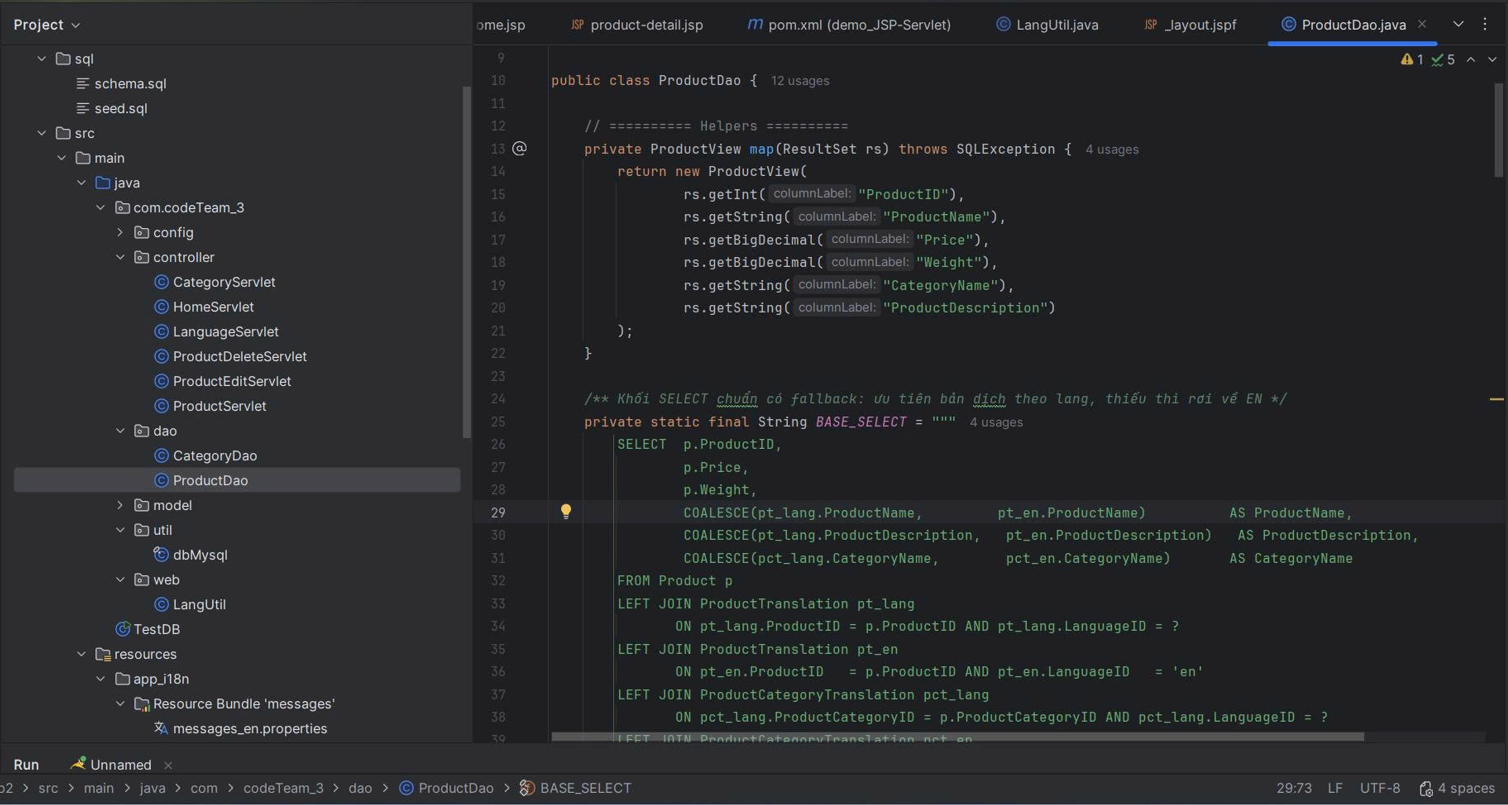 Project
ome.jsp
JSP product-detail.jsp
m pom.xml (demo_JSP-Servlet)
C LangUtil.java
JSP _layout.jspf
C ProductDao.java
sql
schema.sql
seed.sql
src
main
java
com.codeTeam_3
config
controller
CategoryServlet
HomeServlet
LanguageServlet
ProductDeleteServlet
ProductEditServlet
ProductServlet
dao
CategoryDao
ProductDao
model
util
dbMysql
web
LangUtil
TestDB
resources
app_i18n
Resource Bundle 'messages'
messages_en.properties
1 5
9
10 public class ProductDao { 12 usages
11
12 // ========== Helpers ==========
13 @ private ProductView map(ResultSet rs) throws SQLException { 4 usages
14 return new ProductView(
15 rs.getInt( columnLabel: "ProductID"),
16 rs.getString( columnLabel: "ProductName"),
17 rs.getBigDecimal( columnLabel: "Price"),
18 rs.getBigDecimal( columnLabel: "Weight"),
19 rs.getString( columnLabel: "CategoryName"),
20 rs.getString( columnLabel: "ProductDescription")
21 );
22 }
23
24 /** Khối SELECT chuẩn có fallback: ưu tiên bản dịch theo lang, thiếu thì rơi về EN */
25 private static final String BASE_SELECT = """ 4 usages
26 SELECT p.ProductID,
27 p.Price,
28 p.Weight,
29 COALESCE(pt_lang.ProductName, pt_en.ProductName) AS ProductName,
30 COALESCE(pt_lang.ProductDescription, pt_en.ProductDescription) AS ProductDescription,
31 COALESCE(pct_lang.CategoryName, pct_en.CategoryName) AS CategoryName
32 FROM Product p
33 LEFT JOIN ProductTranslation pt_lang
34 ON pt_lang.ProductID = p.ProductID AND pt_lang.LanguageID = ?
35 LEFT JOIN ProductTranslation pt_en
36 ON pt_en.ProductID = p.ProductID AND pt_en.LanguageID = 'en'
37 LEFT JOIN ProductCategoryTranslation pct_lang
38 ON pct_lang.ProductCategoryID = p.ProductCategoryID AND pct_lang.LanguageID = ?
39 LEFT JOIN ProductCategoryTranslation pct_en
Run Unnamed
src > main > java > com > codeTeam_3 > dao > ProductDao > BASE_SELECT
29:73 LF UTF-8 4 spaces